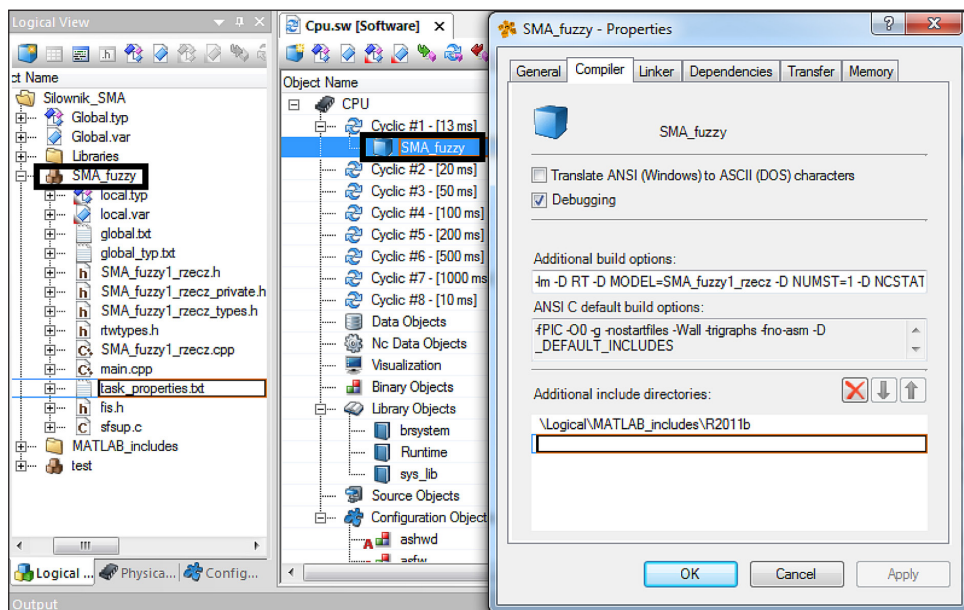 Logical View
ct Name
Silownik_SMA
Global.typ
Global.var
Libraries
SMA_fuzzy
local.typ
local.var
global.txt
global_typ.txt
SMA_fuzzy1_rzecz.h
SMA_fuzzy1_rzecz_private.h
SMA_fuzzy1_rzecz_types.h
rtwtypes.h
SMA_fuzzy1_rzecz.cpp
main.cpp
task_properties.txt
fis.h
sfsup.c
MATLAB_includes
test
Logical ...
Physica...
Config...
Output
Cpu.sw [Software]
Object Name
CPU
Cyclic #1 - [13 ms]
SMA_fuzzy
Cyclic #2 - [20 ms]
Cyclic #3 - [50 ms]
Cyclic #4 - [100 ms]
Cyclic #5 - [200 ms]
Cyclic #6 - [500 ms]
Cyclic #7 - [1000 ms
Cyclic #8 - [10 ms]
Data Objects
Nc Data Objects
Visualization
Binary Objects
Library Objects
brsystem
Runtime
sys_lib
Source Objects
Configuration Object
ashwd
asfw
SMA_fuzzy - Properties
General Compiler Linker Dependencies Transfer Memory
SMA_fuzzy
Translate ANSI (Windows) to ASCII (DOS) characters
Debugging
Additional build options:
-lm -D RT -D MODEL=SMA_fuzzy1_rzecz -D NUMST=1 -D NCSTAT
ANSI C default build options:
-fPIC -O0 -g -nostartfiles -Wall -trigraphs -fno-asm -D
_DEFAULT_INCLUDES
Additional include directories:
\Logical\MATLAB_includes\R2011b
OK Cancel Apply